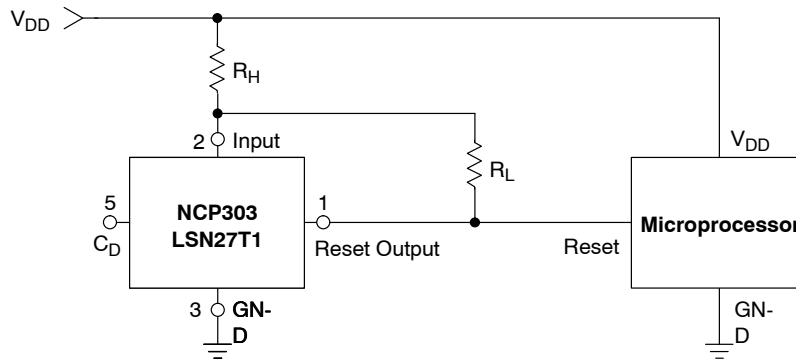 VDD
RH
2 Input
VDD
RL
5
CD
NCP303
LSN27T1
1
Reset Output
Reset
Microprocessor
3 GN-
D
GN-
D